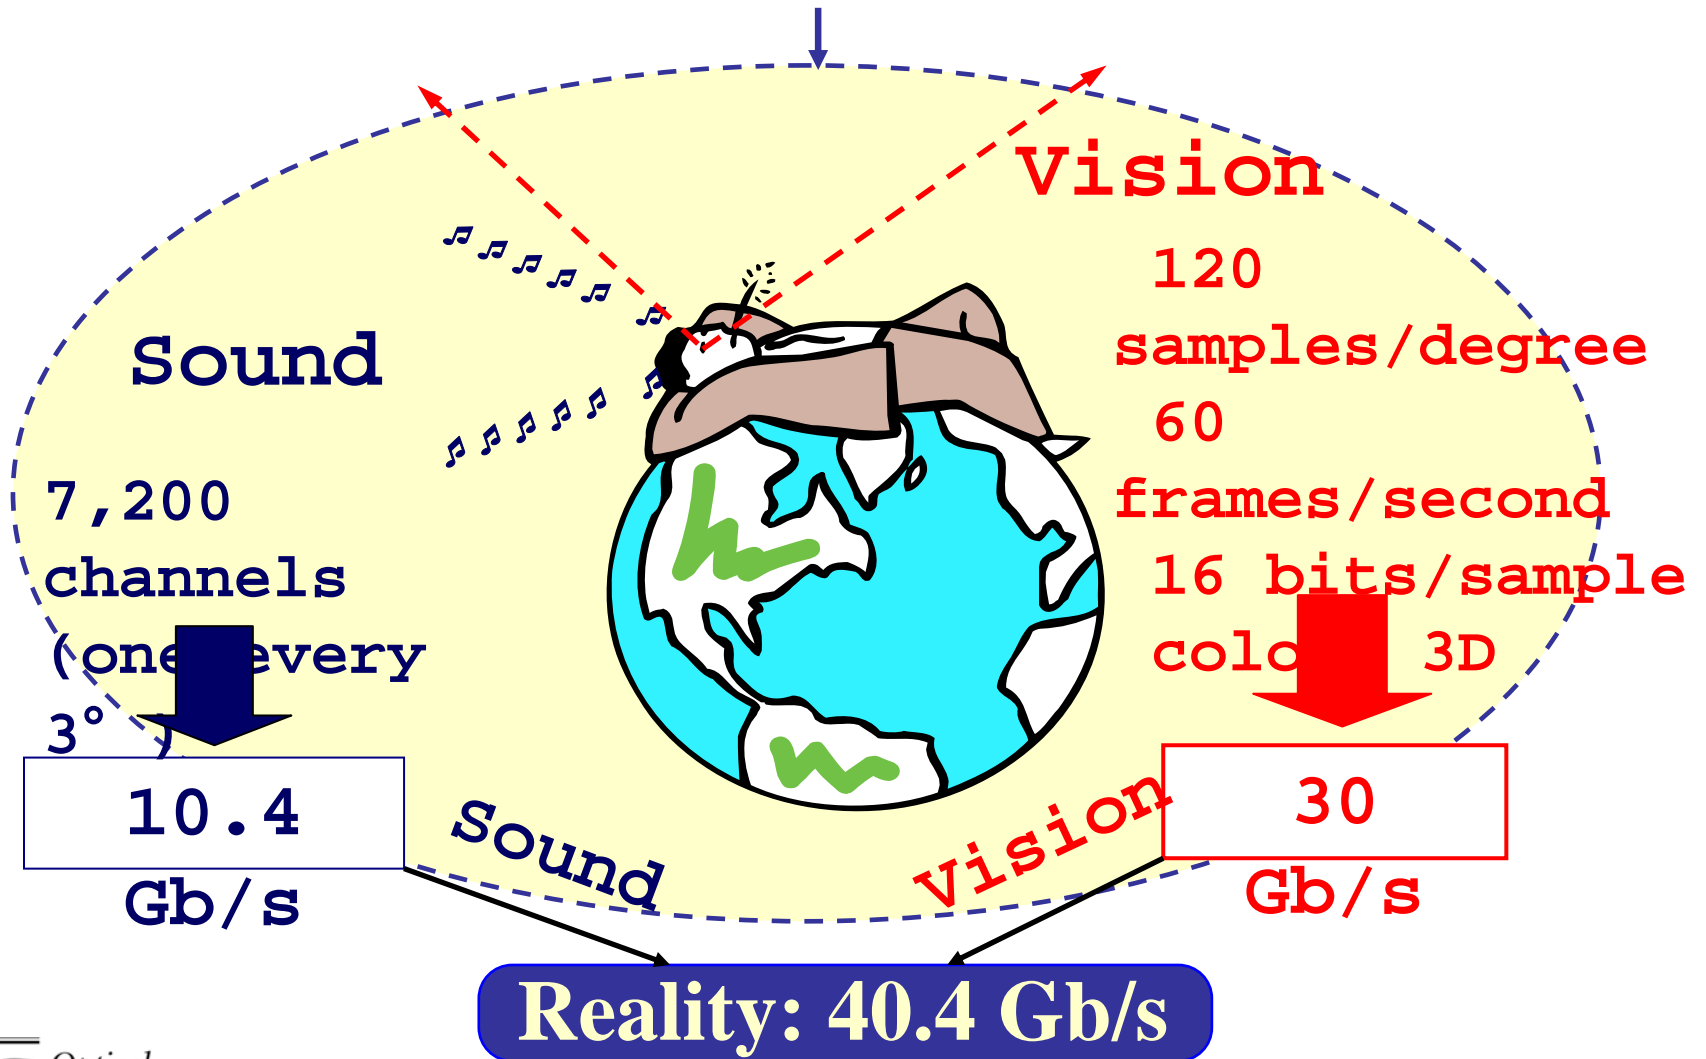 Vision
120
samples/degree
60
frames/second
16 bits/sample
3D
Sound
7,200
channels
(one every
3° )
10.4
Gb/s
30
Gb/s
Sound
Vision
Reality: 40.4 Gb/s